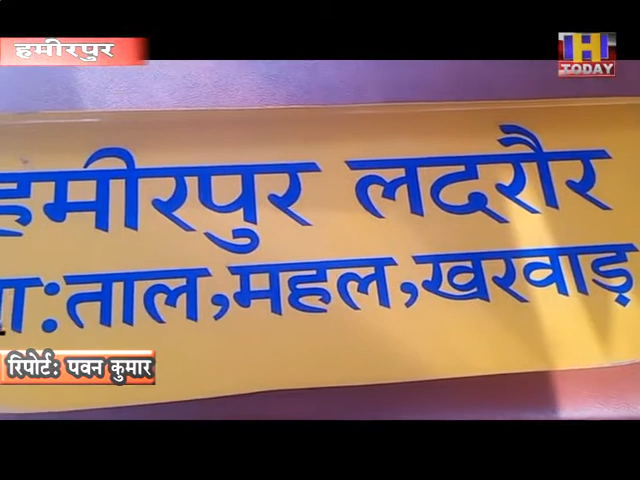 हमीरपुर
H
TODAY
हमीरपुर लदरौर
ा:ताल,महल,खरवाड़
रिपोर्ट: पवन कुमार